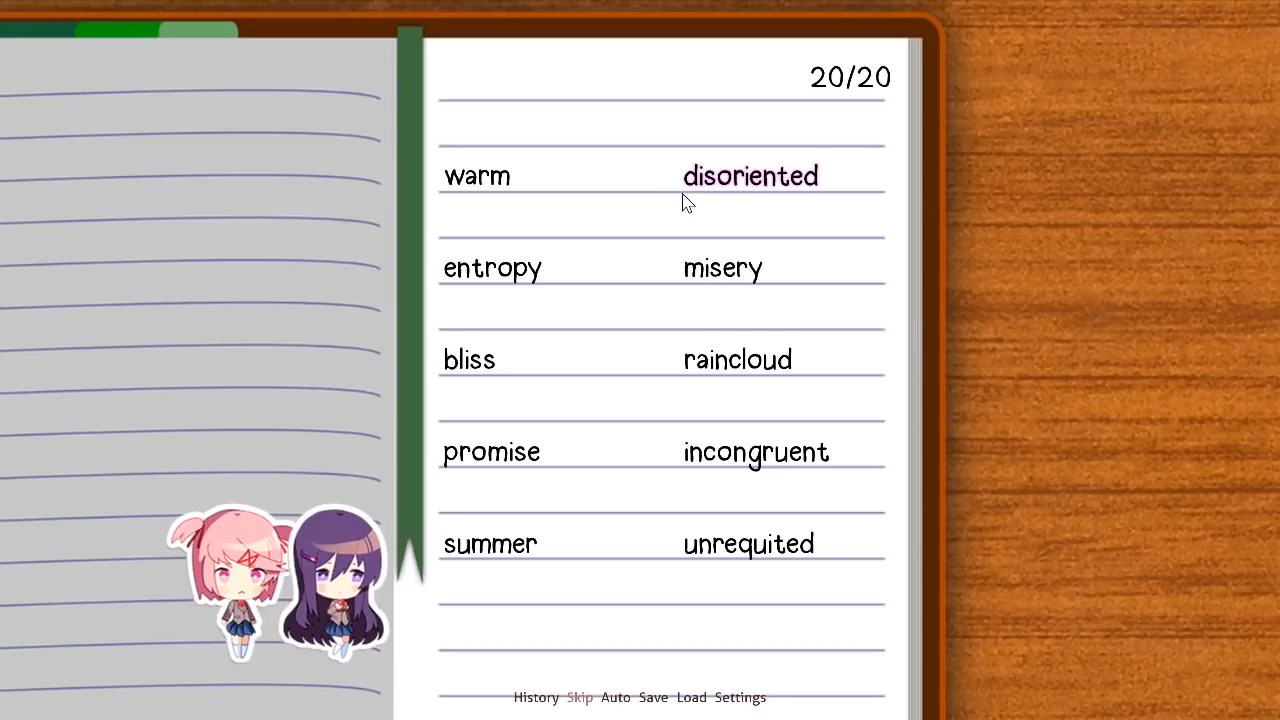 20/20
warm disoriented
entropy misery
bliss raincloud
promise incongruent
summer unrequited
History Skip Auto Save Load Settings